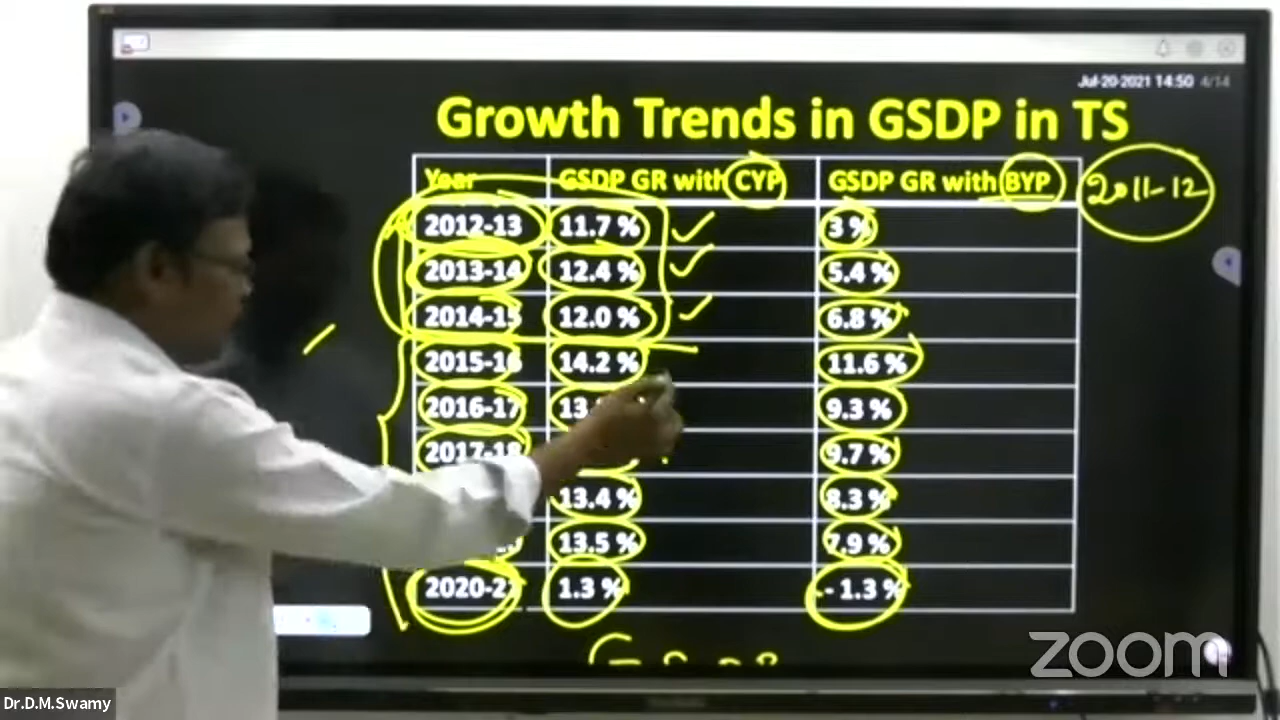 Jul-20-2021 14:50 4/14
Growth Trends in GSDP in TS
Year GSDP GR with CYP GSDP GR with BYP 2011-12
2012-13 11.7 % 3 %
2013-14 12.4 % 5.4 %
2014-15 12.0 % 6.8 %
2015-16 14.2 % 11.6 %
2016-17 9.3 %
2017-18 9.7 %
13.4 % 8.3 %
13.5 % 7.9 %
2020-21 1.3 % - 1.3 %
zoom
Dr.D.M.Swamy